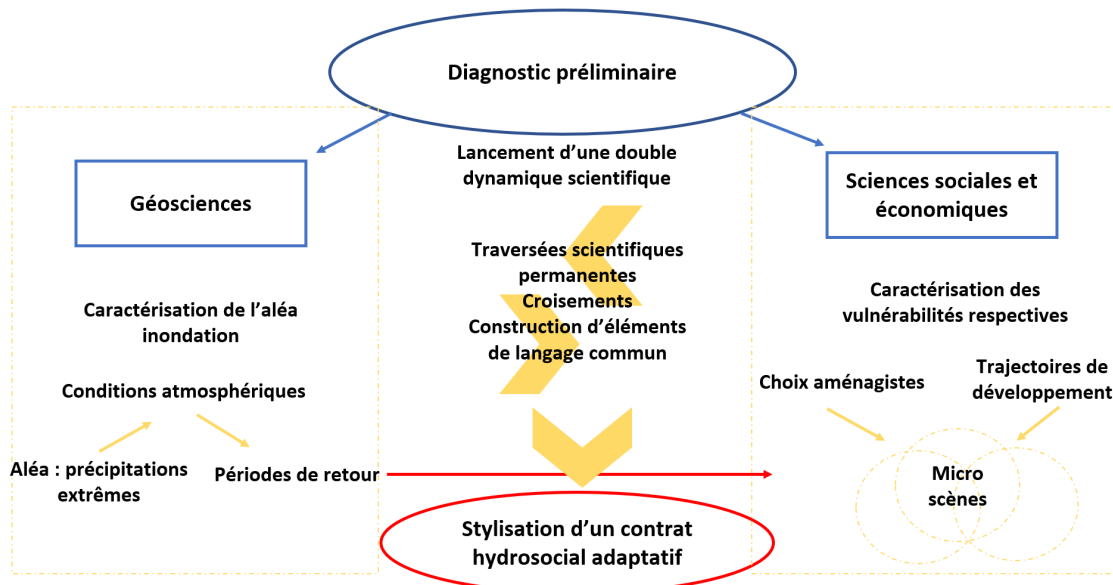 Diagnostic préliminaire
Lancement d’une double
dynamique scientifique
Géosciences
Sciences sociales et
économiques
Traversées scientifiques
permanentes
Croisements
Construction d’éléments
de langage commun
Caractérisation de l’aléa
inondation
Caractérisation des
vulnérabilités respectives
Conditions atmosphériques
Choix aménagistes
Trajectoires de
développement
Aléa : précipitations
extrêmes
Périodes de retour
Micro
scènes
Stylisation d’un contrat
hydrosocial adaptatif